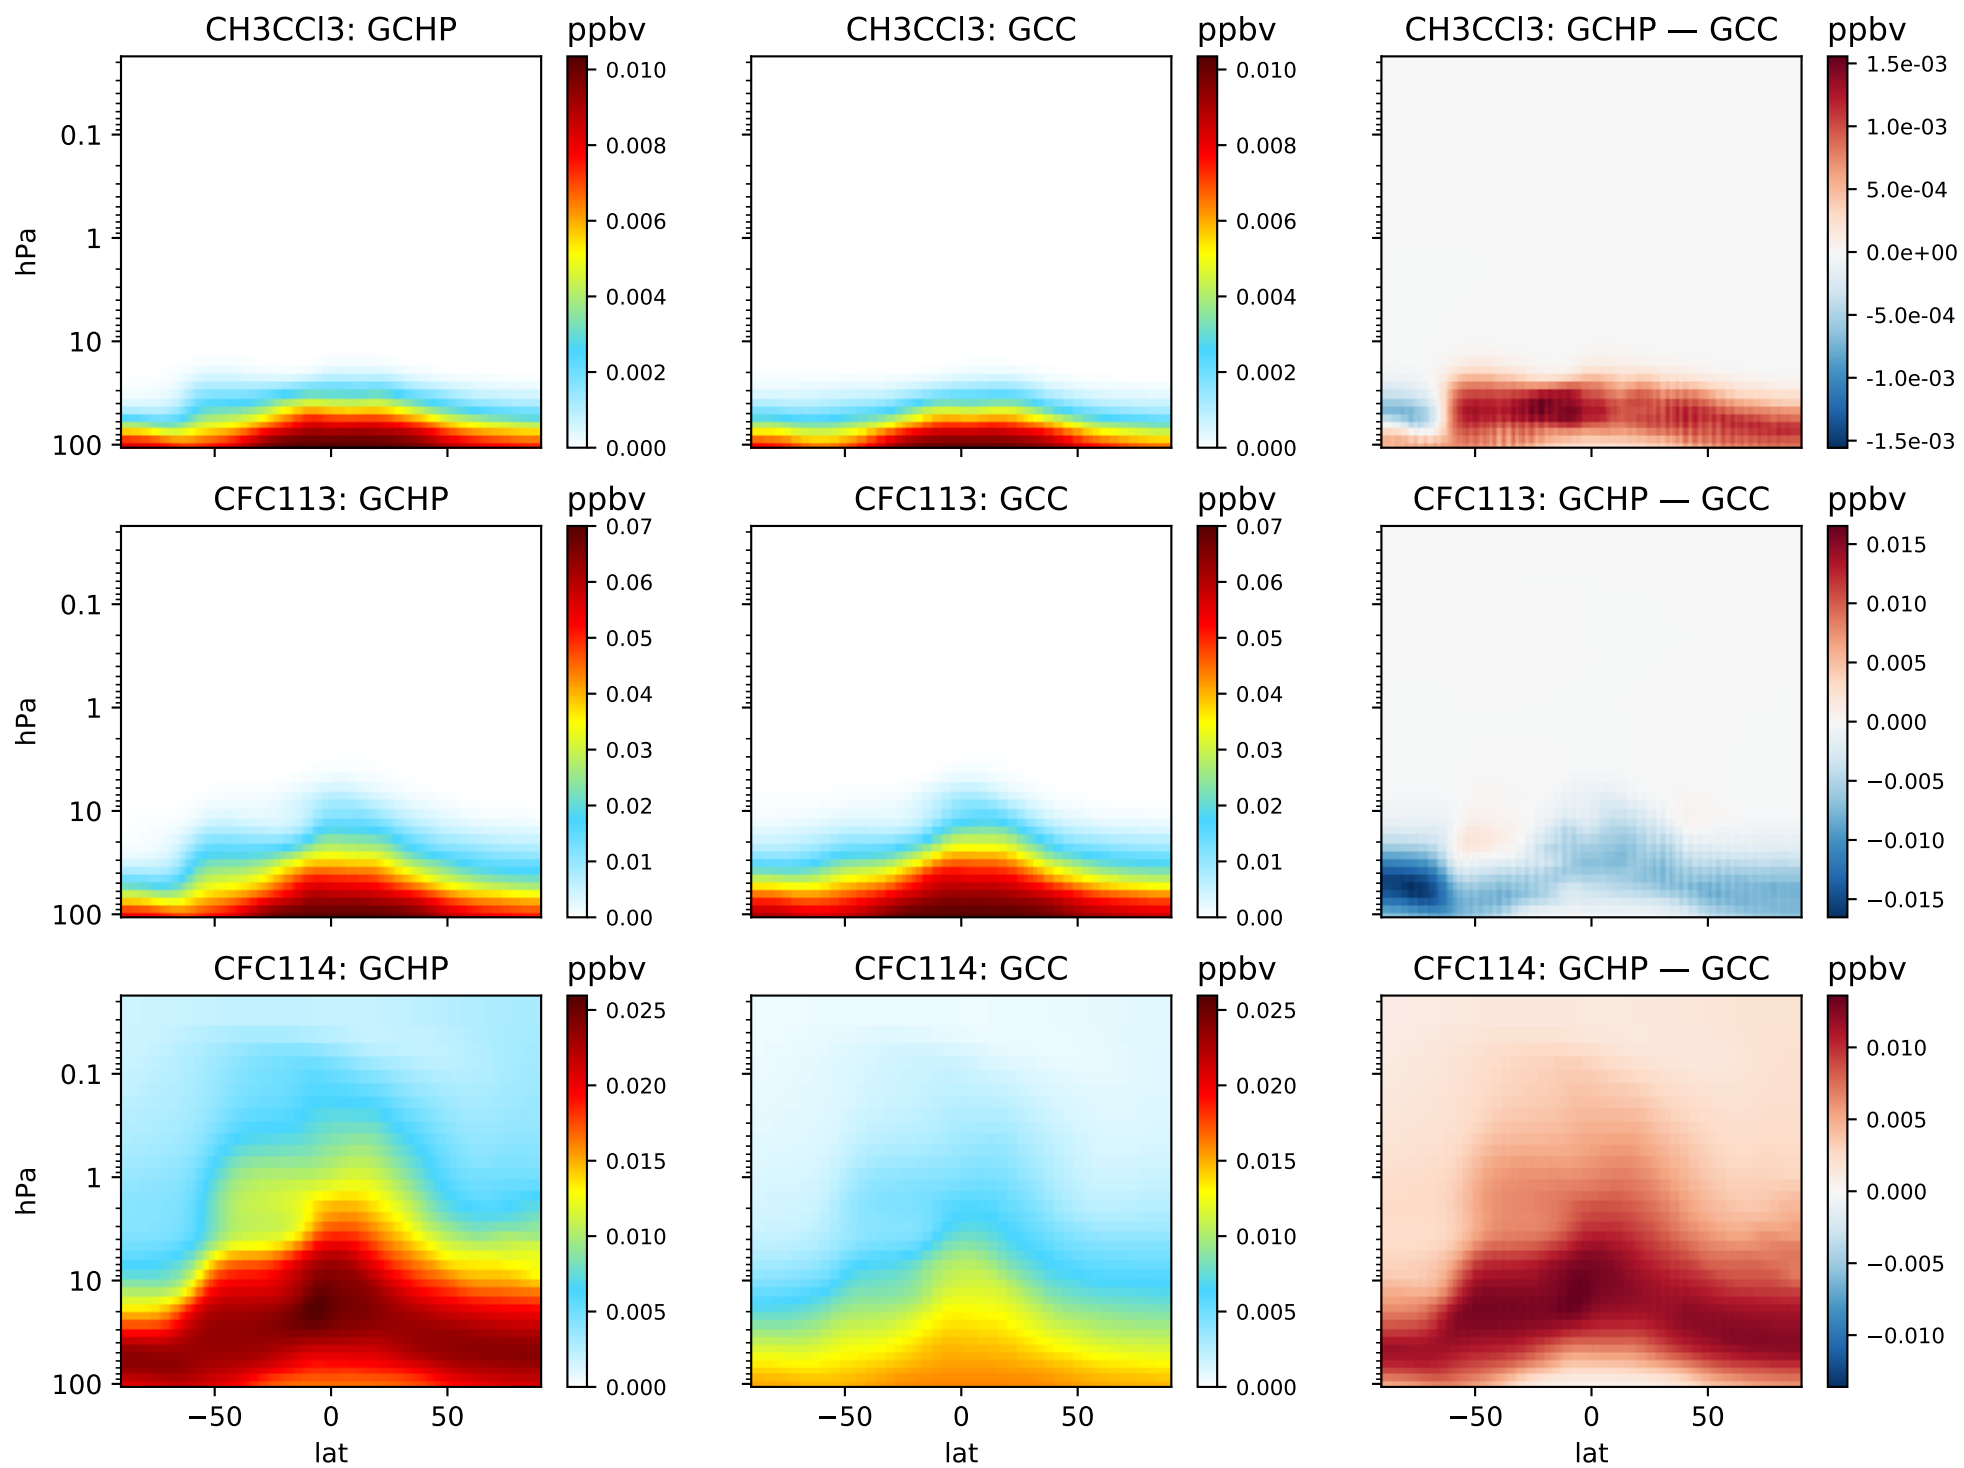 CH3CCl3: GCHP ppbv CH3CCl3: GCC ppbv CH3CCl3: GCHP — GCC ppbv
0.010 0.010 1.5e-03
0.1 0.008 0.008 1.0e-03
0.006 0.006 5.0e-04
hPa 1 0.0e+00
0.004 0.004 -5.0e-04
10 0.002 0.002 -1.0e-03
100 0.000 0.000 -1.5e-03
CFC113: GCHP ppbv CFC113: GCC ppbv CFC113: GCHP — GCC ppbv
0.07 0.07 0.015
0.1 0.06 0.06 0.010
0.05 0.05 0.005
hPa 1 0.04 0.04 0.000
0.03 0.03 −0.005
10 0.02 0.02 −0.010
0.01 0.01 −0.015
100 0.00 0.00
CFC114: GCHP ppbv CFC114: GCC ppbv CFC114: GCHP — GCC ppbv
0.025 0.025 0.010
0.1 0.020 0.020 0.005
hPa 1 0.015 0.015 0.000
0.010 0.010 −0.005
10 0.005 0.005 −0.010
100 0.000 0.000
−50 0 50 −50 0 50 −50 0 50
lat lat lat